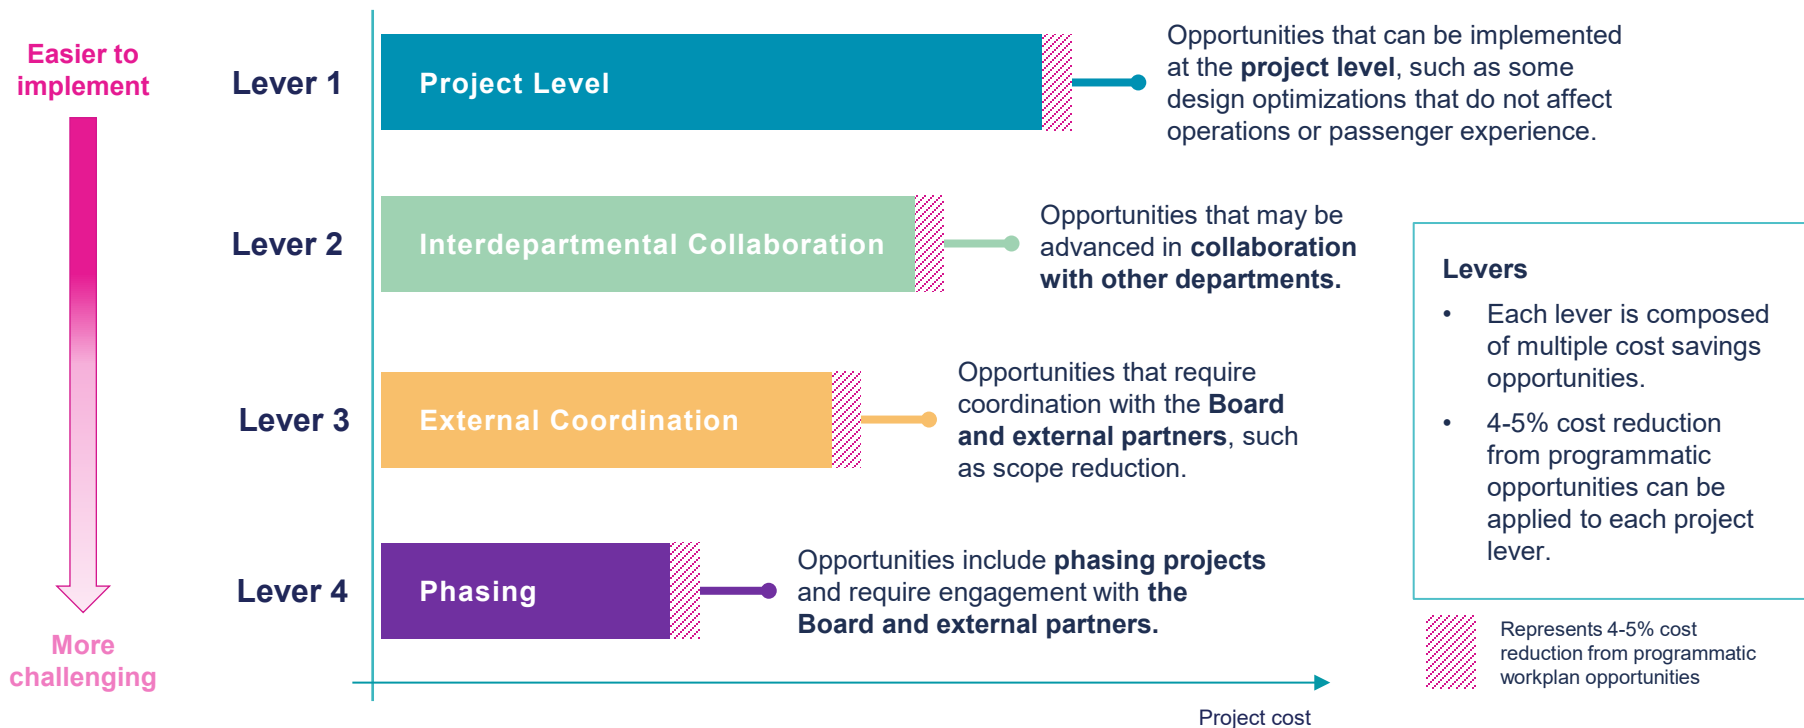 Easier to
implement
Lever 1
Project Level
Opportunities that can be implemented
at the project level, such as some
design optimizations that do not affect
operations or passenger experience.
Lever 2
Interdepartmental Collaboration
Opportunities that may be
advanced in collaboration
with other departments.
Lever 3
External Coordination
Opportunities that require
coordination with the Board
and external partners, such
as scope reduction.
Lever 4
Phasing
Opportunities include phasing projects
and require engagement with the
Board and external partners.
More
challenging
Project cost
Levers
• Each lever is composed
of multiple cost savings
opportunities.
• 4-5% cost reduction
from programmatic
opportunities can be
applied to each project
lever.
Represents 4-5% cost
reduction from programmatic
workplan opportunities